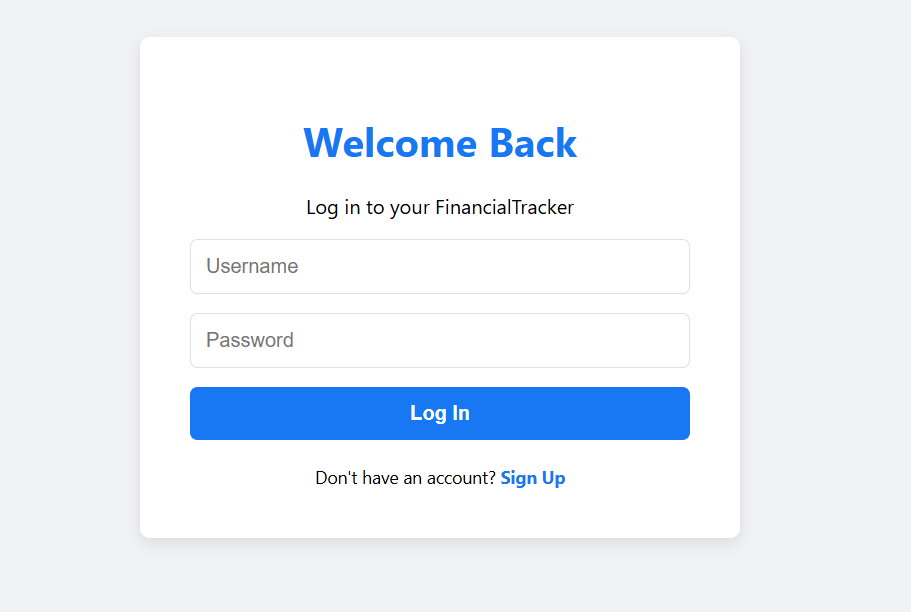 Welcome Back
Log in to your FinancialTracker
Username
Password
Log In
Don't have an account? Sign Up